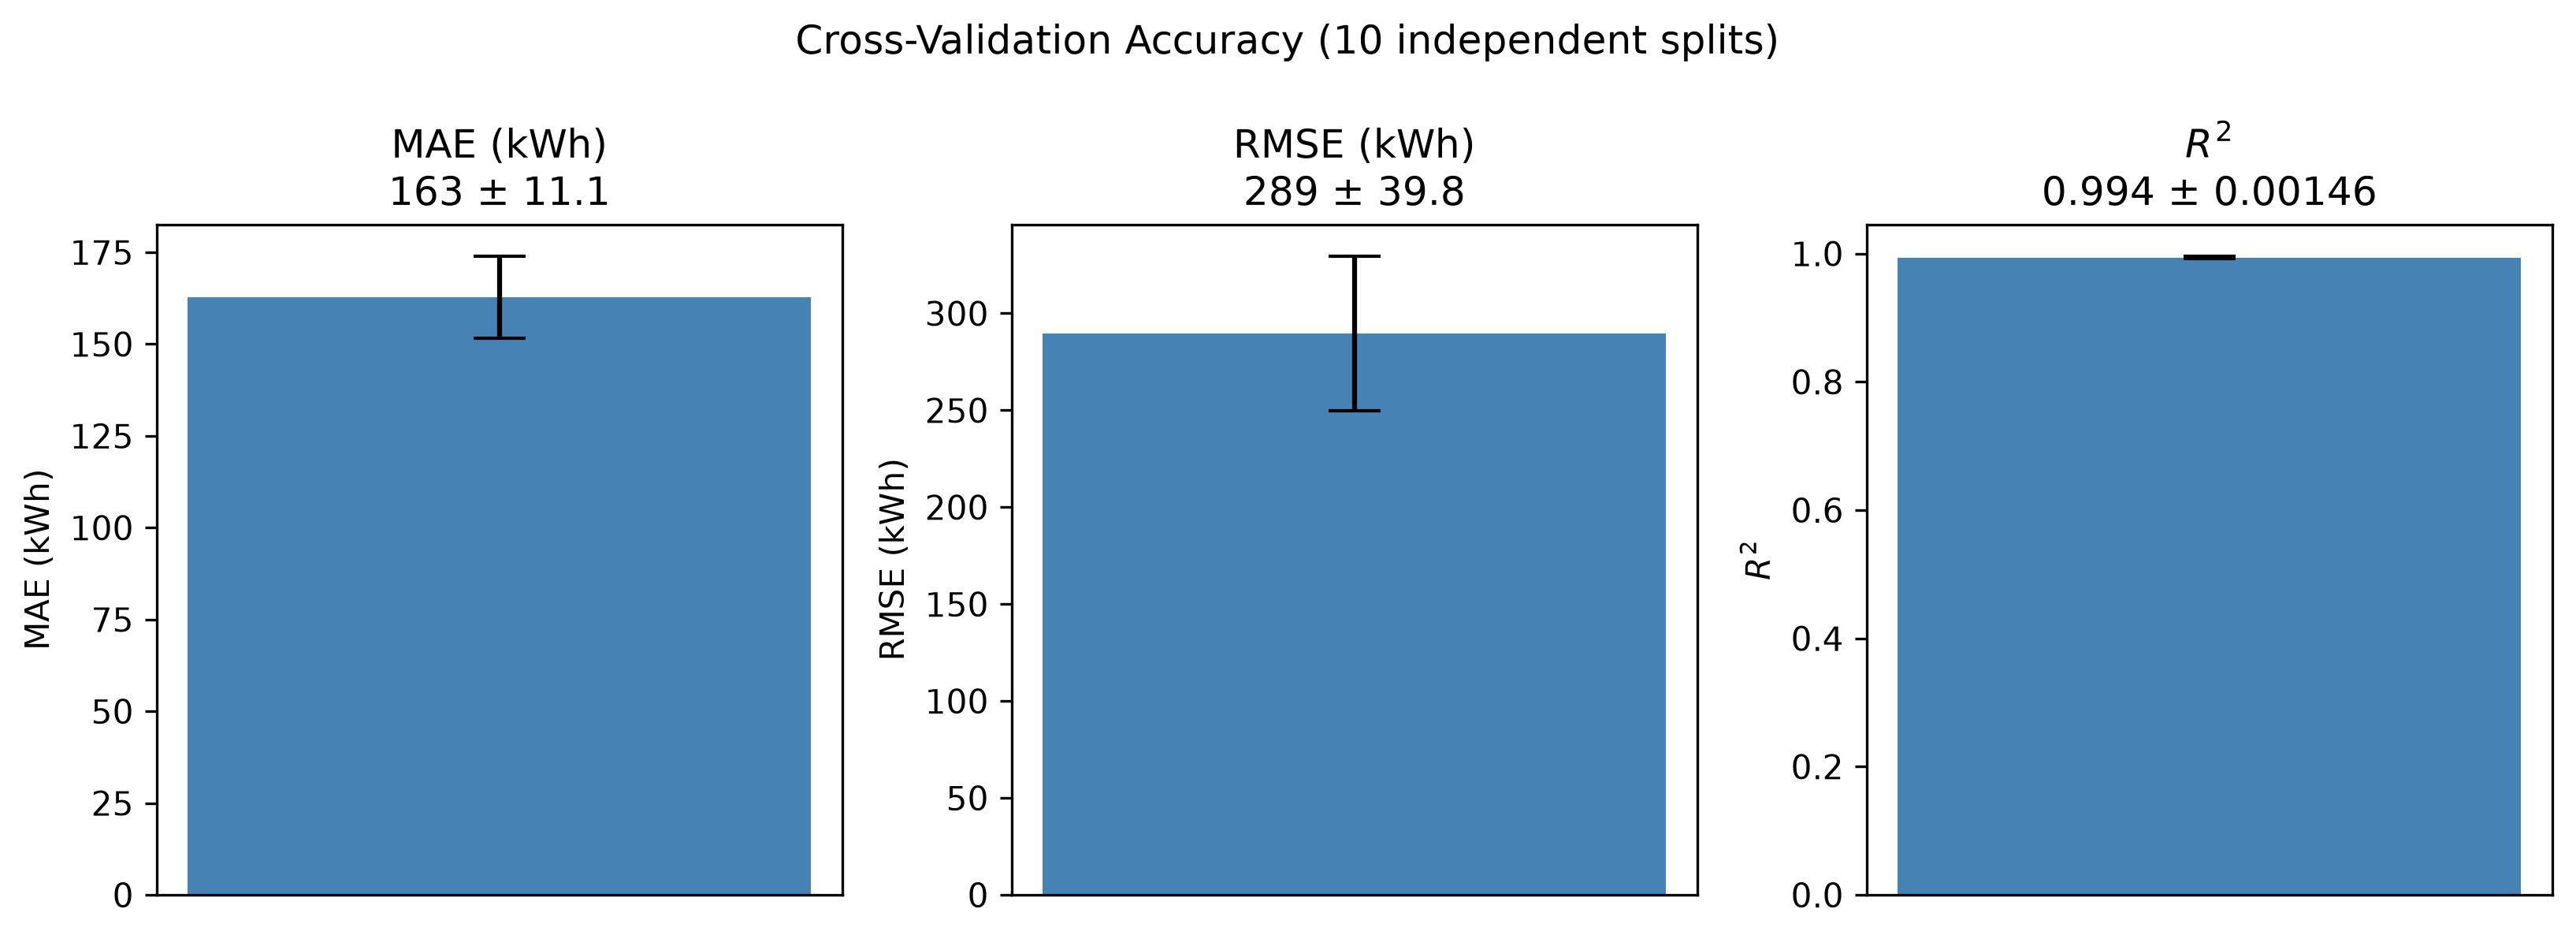 Cross-Validation Accuracy (10 independent splits)
MAE (kWh)
163 ± 11.1
MAE (kWh)
175
150
125
100
75
50
25
0
RMSE (kWh)
289 ± 39.8
RMSE (kWh)
300
250
200
150
100
50
0
R²
0.994 ± 0.00146
R²
1.0
0.8
0.6
0.4
0.2
0.0